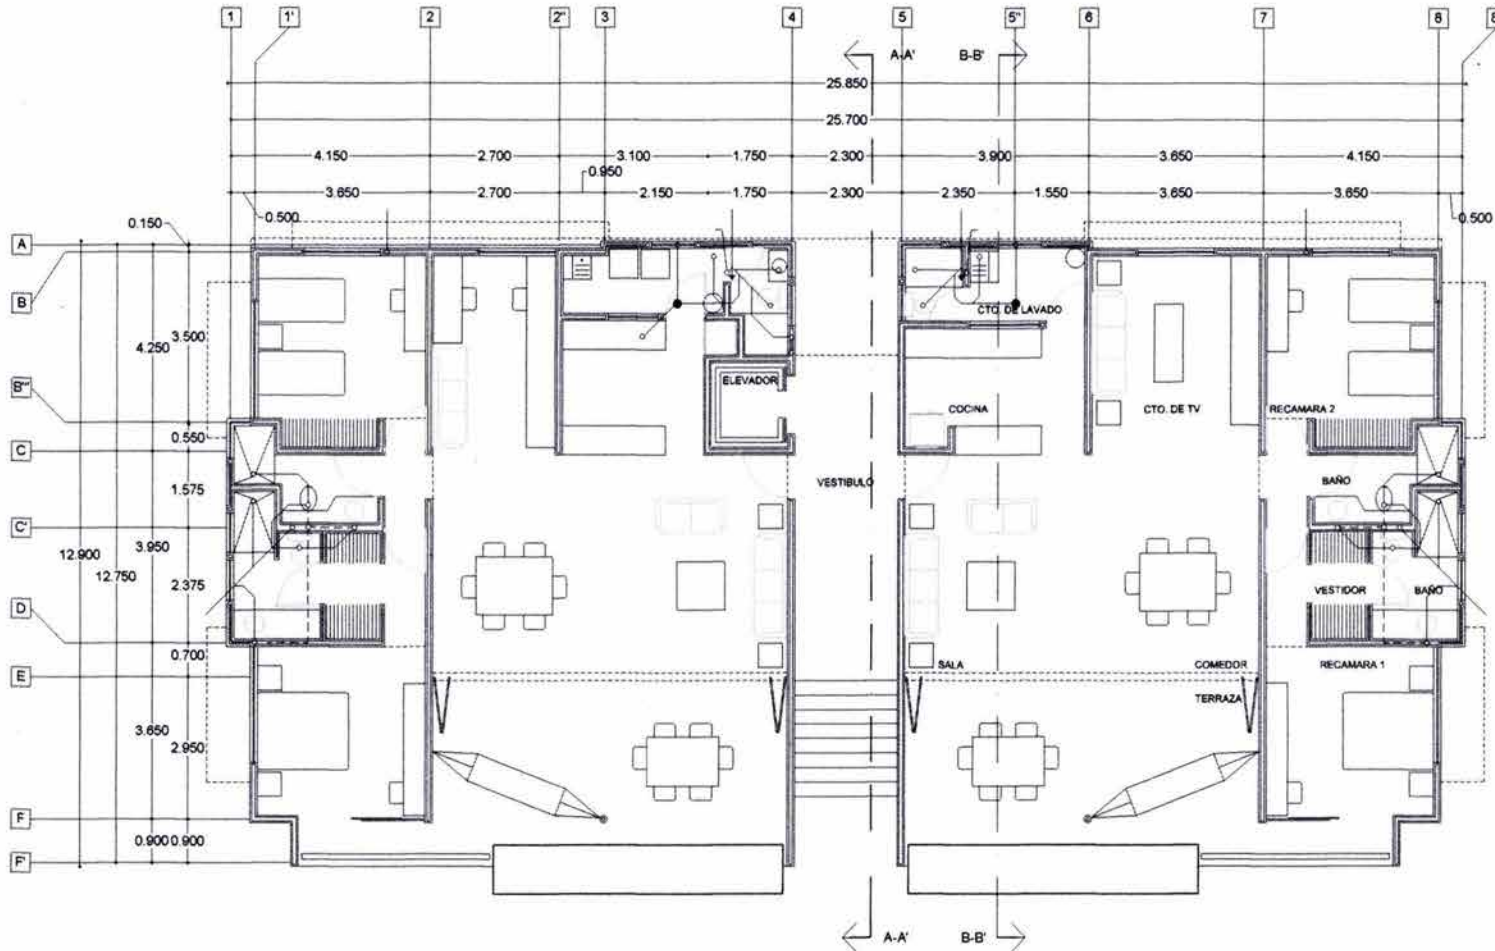 1 1' 2 2" 3 4 5 5" 6 7 8 8
A-A' B-B'
25.850
25.700
4.150 2.700 3.100 1.750 2.300 3.900 3.650 4.150
0.950
3.650 2.700 2.150 1.750 2.300 2.350 1.550 3.650 3.650
0.150 0.500 0.500
A
B
CTO. DE LAVADO
3.500
4.250
B"'
ELEVADOR
COCINA CTO. DE TV RECAMARA 2
0.550
C
VESTIBULO BAÑO
1.575
C'
12.900 3.950
12.750 2.375
VESTIDOR BAÑO
D
0.700
SALA COMEDOR RECAMARA 1
E
TERRAZA
3.650
2.950
F
0.900 0.900
F'
A-A' B-B'